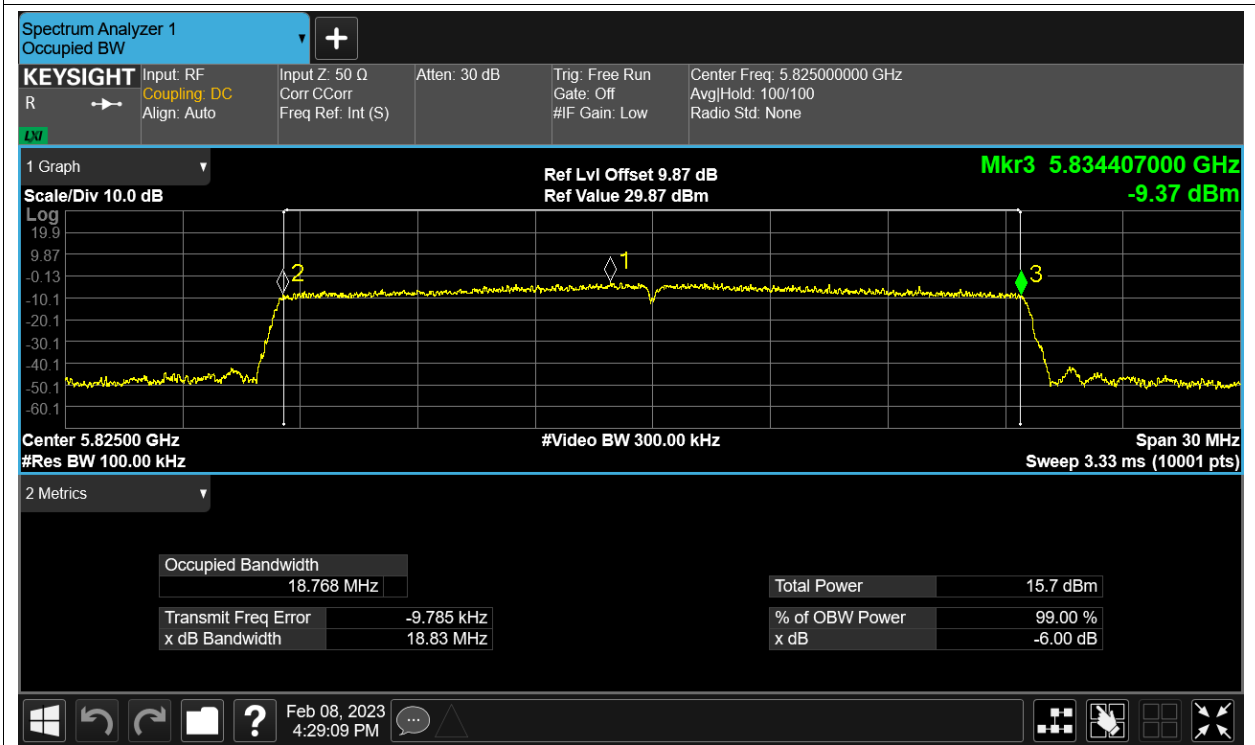 Spectrum Analyzer 1
Occupied BW
KEYSIGHT
R
LXI
Input: RF
Coupling: DC
Align: Auto
Input Z: 50 Ω
Corr CCorr
Freq Ref: Int (S)
Atten: 30 dB
Trig: Free Run
Gate: Off
#IF Gain: Low
Center Freq: 5.825000000 GHz
Avg|Hold: 100/100
Radio Std: None
1 Graph
Scale/Div 10.0 dB
Ref Lvl Offset 9.87 dB
Ref Value 29.87 dBm
Mkr3 5.834407000 GHz
-9.37 dBm
Log
19.9
9.87
-0.13
-10.1
-20.1
-30.1
-40.1
-50.1
-60.1
2
1
3
Center 5.82500 GHz
#Video BW 300.00 kHz
Span 30 MHz
#Res BW 100.00 kHz
Sweep 3.33 ms (10001 pts)
2 Metrics
Occupied Bandwidth
18.768 MHz
Total Power 15.7 dBm
Transmit Freq Error -9.785 kHz
% of OBW Power 99.00 %
x dB Bandwidth 18.83 MHz
x dB -6.00 dB
?
Feb 08, 2023
4:29:09 PM